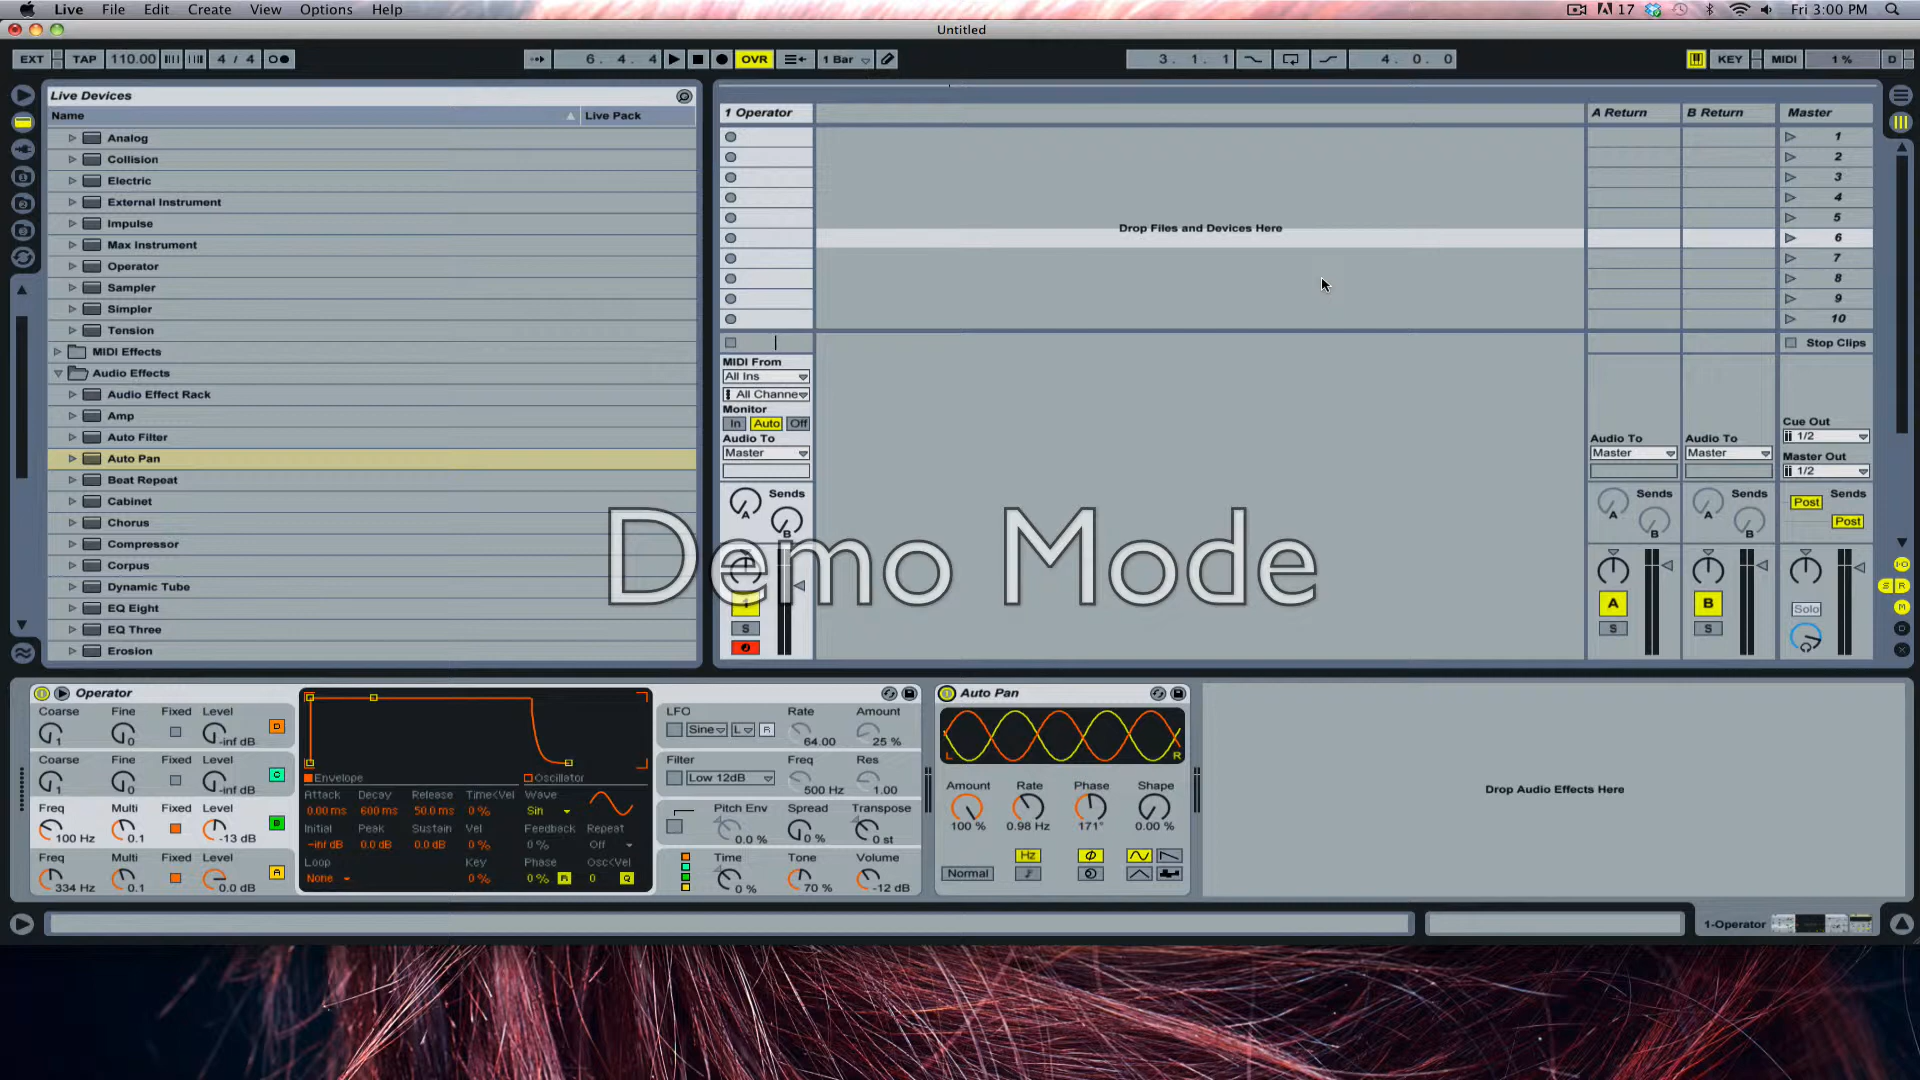 Live File Edit Create View Options Help 17 Fri 3:00 PM
Untitled
EXT TAP 110.00 4 / 4 6. 4. 4 OVR 1 Bar 3. 1. 1 4. 0. 0 KEY MIDI 1 % D
Live Devices
Name Live Pack
Analog
Collision
Electric
External Instrument
Impulse
Max Instrument
Operator
Sampler
Simpler
Tension
MIDI Effects
Audio Effects
Audio Effect Rack
Amp
Auto Filter
Auto Pan
Beat Repeat
Cabinet
Chorus
Compressor
Corpus
Dynamic Tube
EQ Eight
EQ Three
Erosion
1 Operator A Return B Return Master
1
2
3
4
5
Drop Files and Devices Here
6
7
8
9
10
Stop Clips
MIDI From
All Ins
All Channe
Monitor
In Auto Off
Audio To
Master
Sends
A
B
1
S
Audio To
Master
Sends
A
B
A
S
Audio To
Master
Sends
A
B
B
S
Cue Out
1/2
Master Out
1/2
Sends
Post
Post
Solo
I·O
S R
M
D
X
Demo Mode
Operator
Coarse Fine Fixed Level D
1 0 -inf dB
Coarse Fine Fixed Level C
1 0 -inf dB
Freq Multi Fixed Level B
100 Hz 0.1 -13 dB
Freq Multi Fixed Level A
334 Hz 0.1 0.0 dB
Envelope Oscillator
Attack Decay Release Time<Vel Wave
0.00 ms 600 ms 50.0 ms 0 % Sin
Initial Peak Sustain Vel Feedback Repeat
-inf dB 0.0 dB 0.0 dB 0 % 0 % Off
Loop Key Phase Osc<Vel
None 0 % 0 % R 0 Q
LFO Rate Amount
Sine L R 64.00 25 %
Filter Freq Res
Low 12dB 500 Hz 1.00
Pitch Env Spread Transpose
0.0 % 0 % 0 st
Time Tone Volume
0 % 70 % -12 dB
Auto Pan
L R
Amount Rate Phase Shape
100 % 0.98 Hz 171° 0.00 %
Hz
Normal
Drop Audio Effects Here
1-Operator